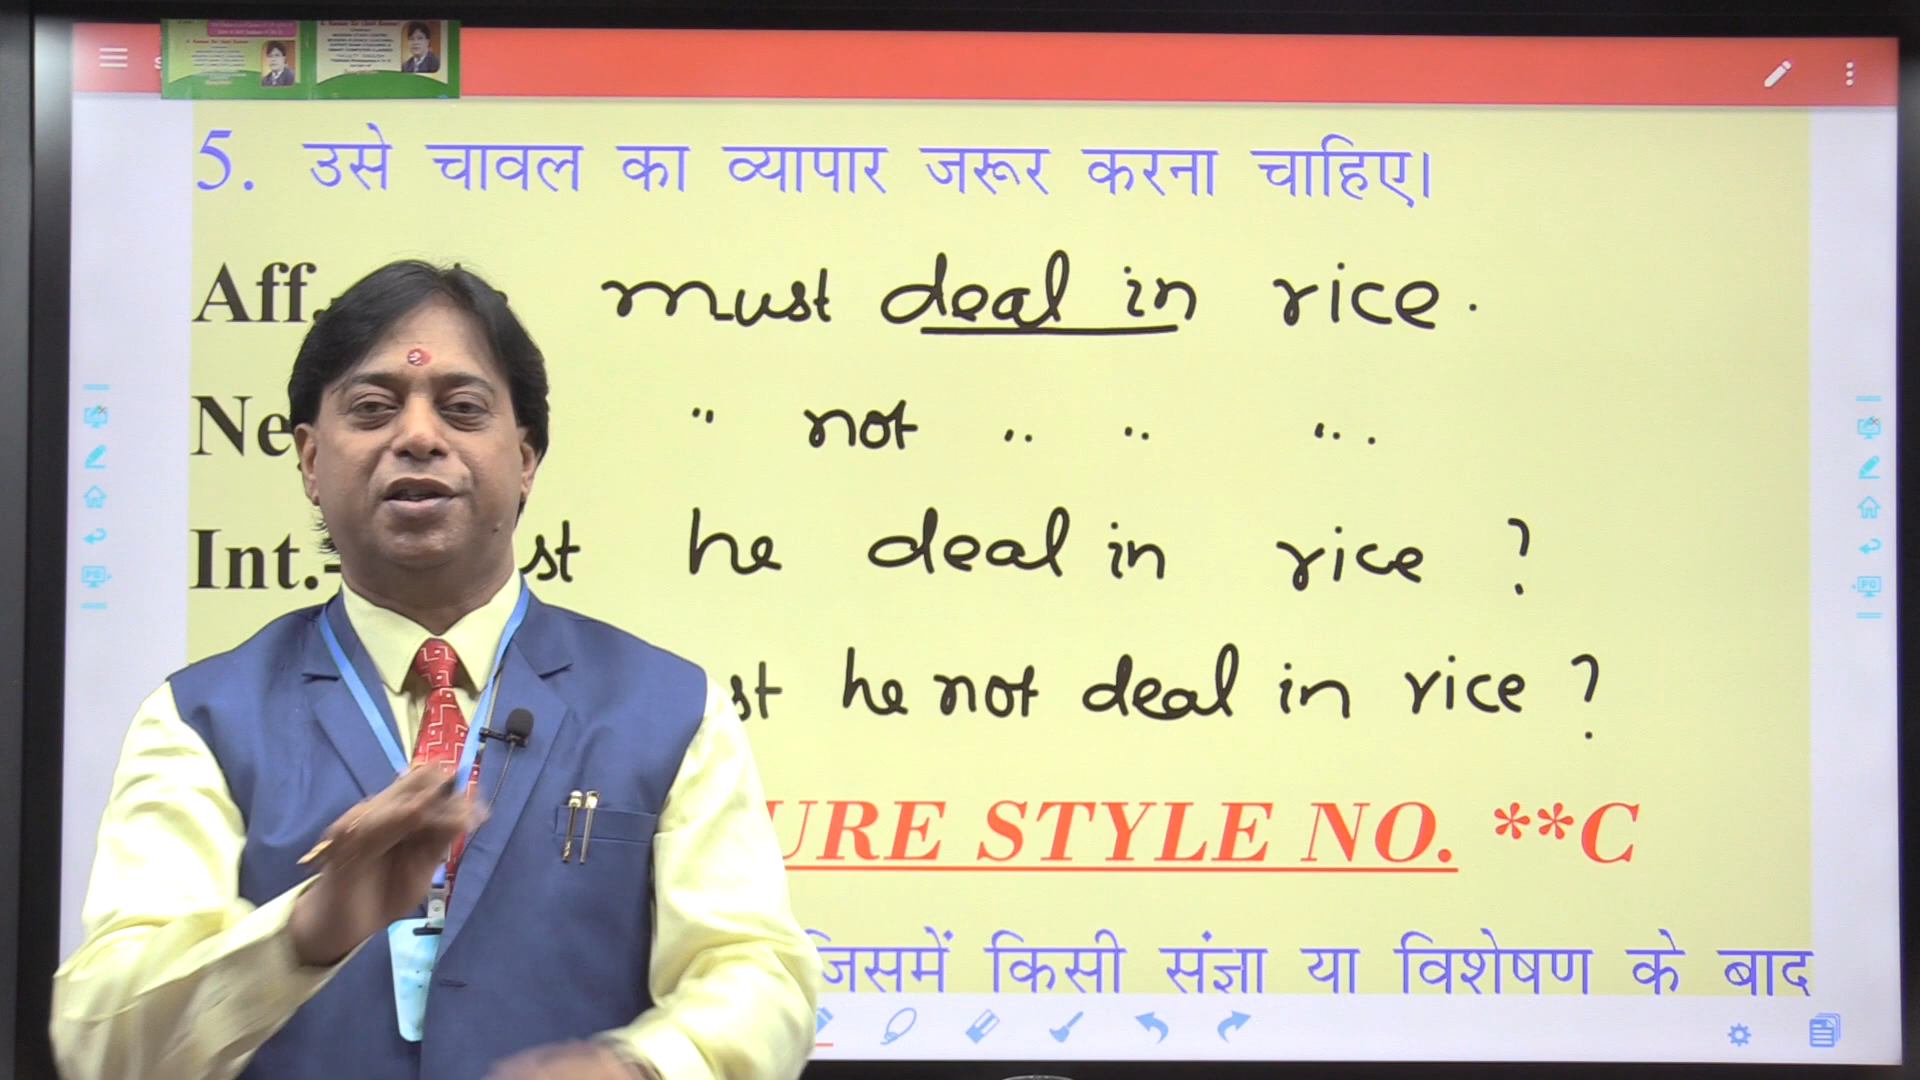 5. उसे चावल का व्यापार जरूर करना चाहिए।
Aff.- must deal in rice.
" not " " ".
Int.- st he deal in rice ?
st he not deal in rice ?
URE STYLE NO. **C
जिसमें किसी संज्ञा या विशेषण के बाद